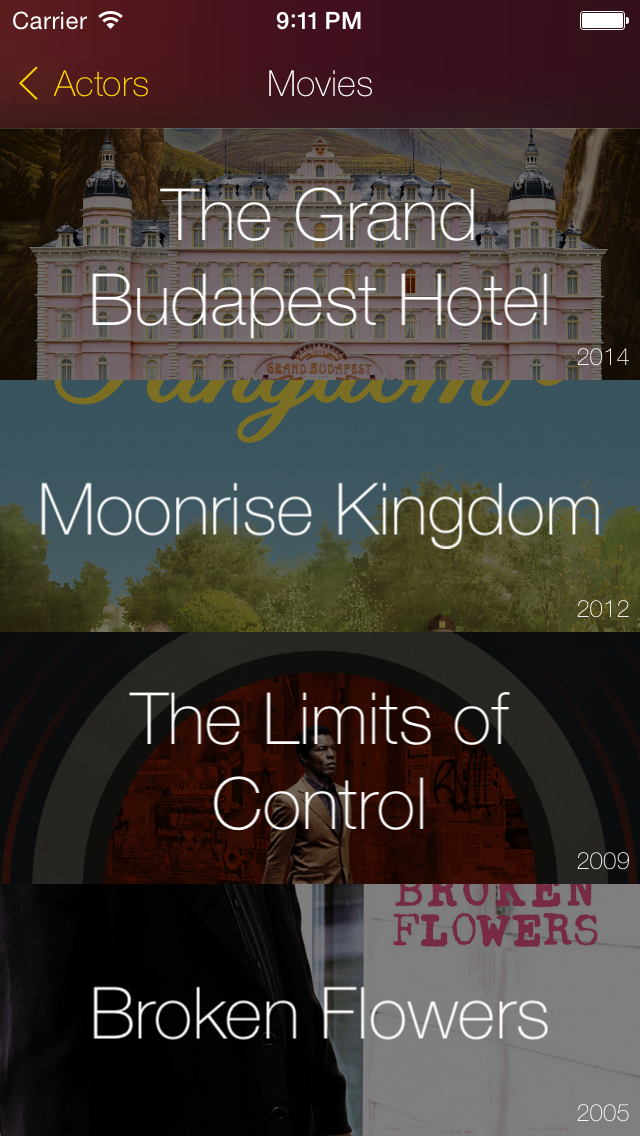 Carrier 9:11 PM
Actors Movies
The Grand
Budapest Hotel
GRAND BUDAPEST
2014
Kingdom
Moonrise Kingdom
2012
The Limits of
Control
2009
BROKEN
FLOWERS
Broken Flowers
2005